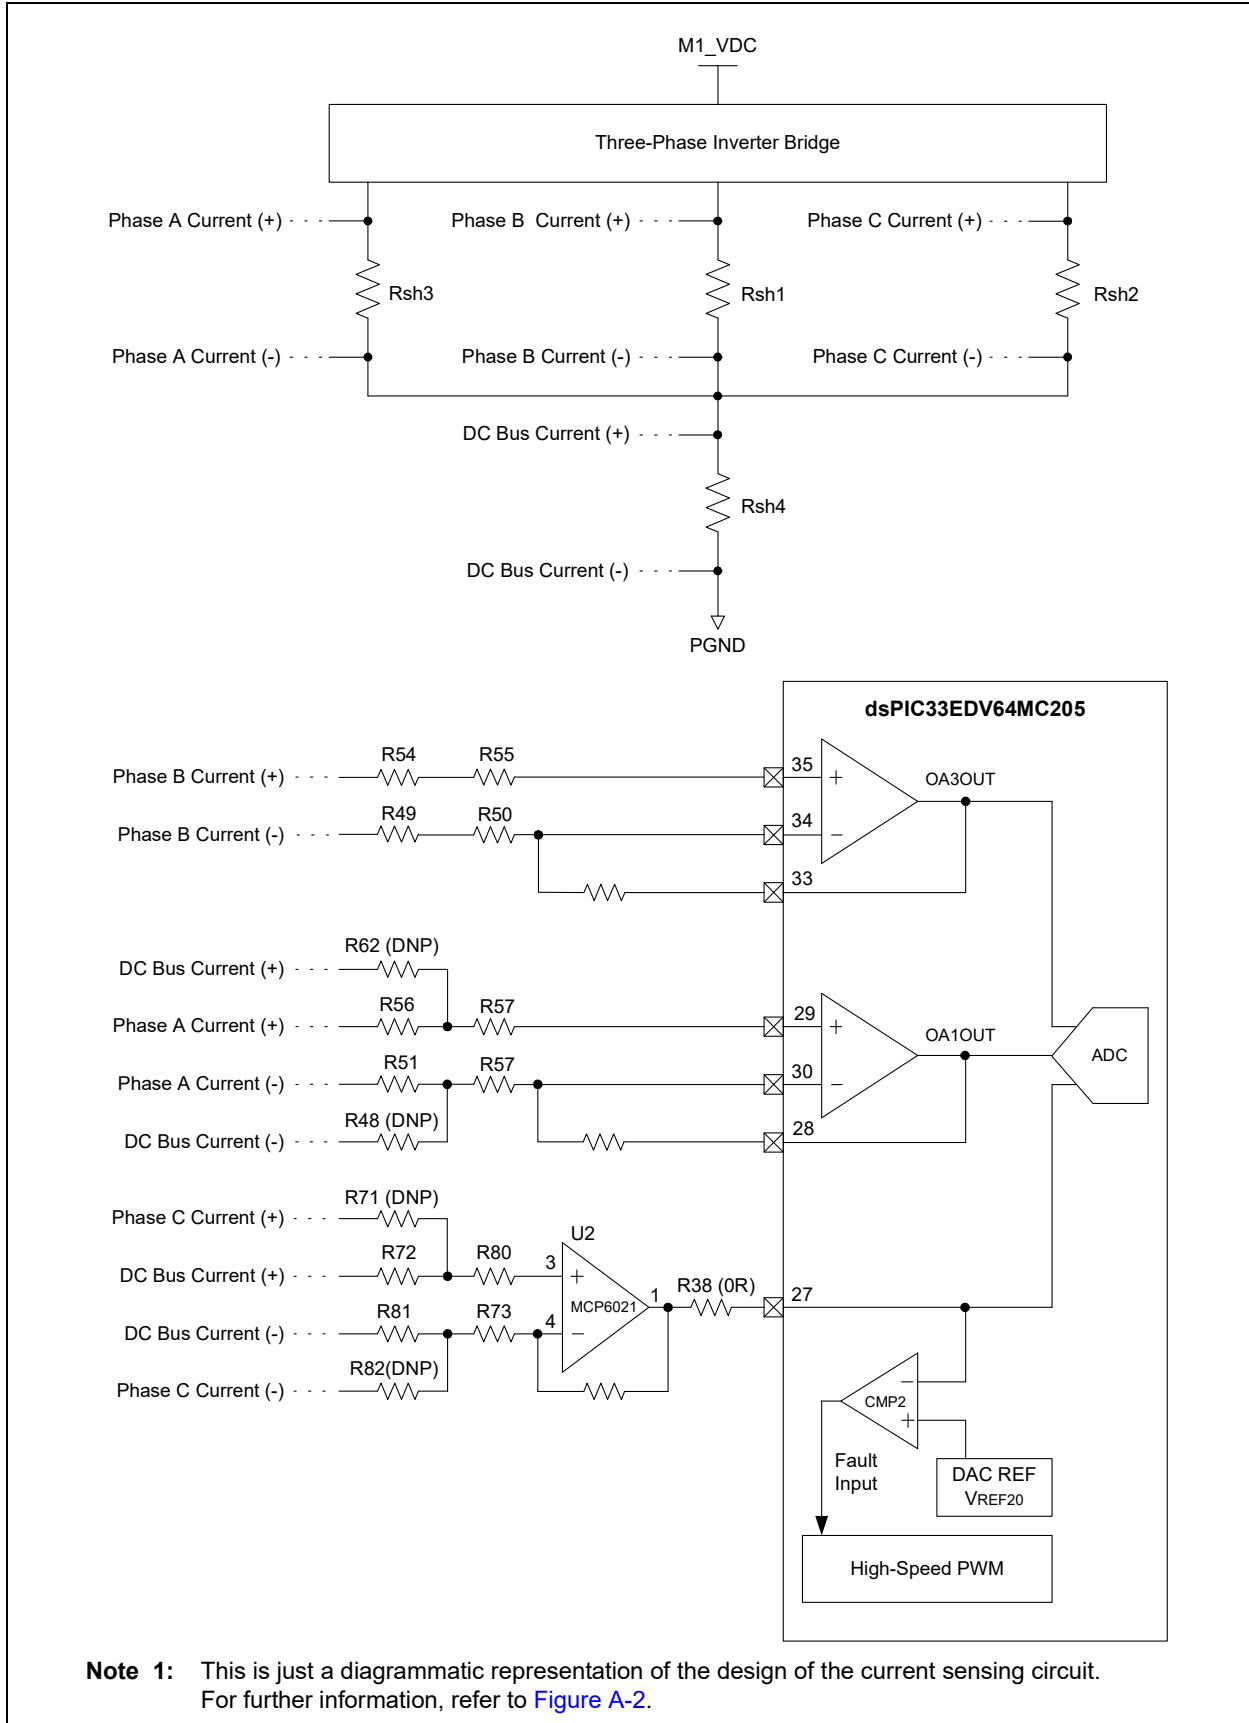 M1_VDC
Three-Phase Inverter Bridge
Phase A Current (+)
Phase B Current (+)
Phase C Current (+)
Rsh3
Rsh1
Rsh2
Phase A Current (-)
Phase B Current (-)
Phase C Current (-)
DC Bus Current (+)
Rsh4
DC Bus Current (-)
PGND
dsPIC33EDV64MC205
R54
R55
Phase B Current (+)
35
+
OA3OUT
R49
R50
Phase B Current (-)
34
−
33
R62 (DNP)
DC Bus Current (+)
R56
R57
Phase A Current (+)
29
+
OA1OUT
ADC
R51
R57
Phase A Current (-)
30
−
R48 (DNP)
DC Bus Current (-)
28
R71 (DNP)
Phase C Current (+)
U2
R72
R80
DC Bus Current (+)
3
+
MCP6021
1
R38 (0R)
27
R81
R73
DC Bus Current (-)
4
−
R82(DNP)
Phase C Current (-)
−
CMP2
+
Fault
Input
DAC REF
VREF20
High-Speed PWM
Note 1: This is just a diagrammatic representation of the design of the current sensing circuit.
For further information, refer to Figure A-2.